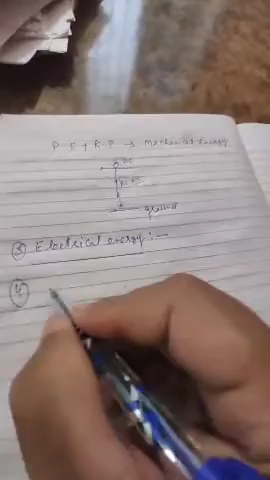 P.E + K.E → Mechanical energy
ground
③ Electrical energy :—
④